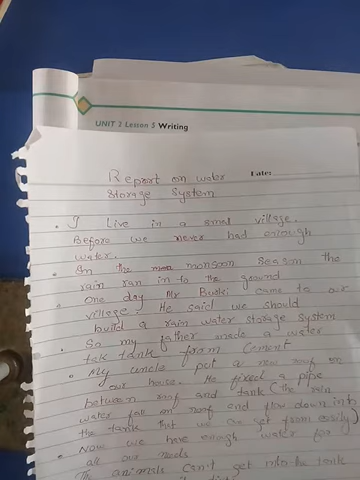 UNIT 2 Lesson 5 Writing
Report on water
Date:
Storage System
I Live in a small village.
Before we never had enough
water.
In the monsoon season the
rain ran in to the ground
One day Mr Buski came to our
village. He said we should
build a rain water storage system
So my father made a water
tank from cement
My uncle put a new roof on
our house. He fixed a pipe
between roof and tank (the rain
water fall on roof and flow down into
the tank that we can get from easily)
Now we have enough water for
all our needs
The animals can't get into the tank